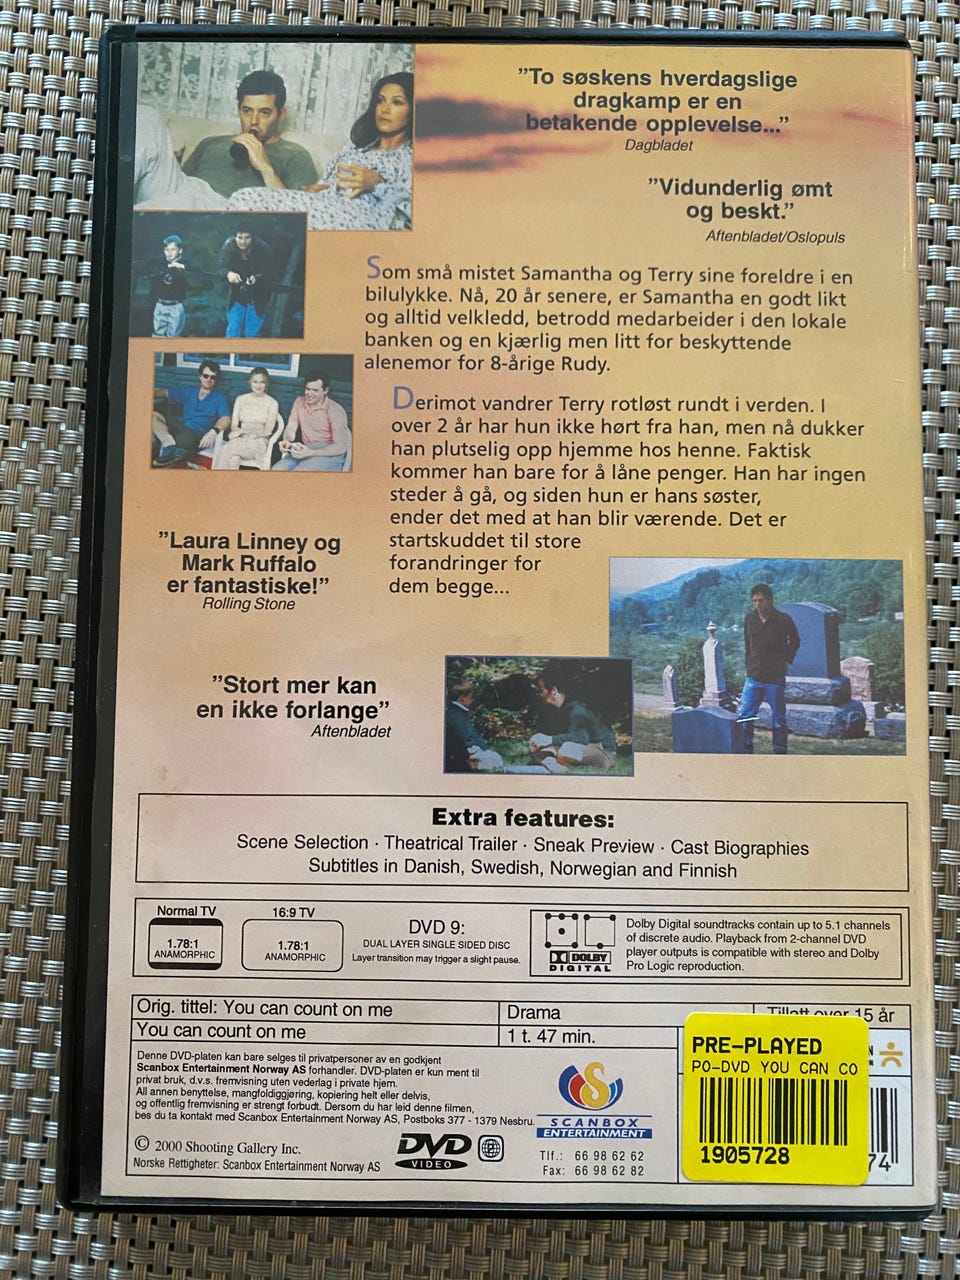 ”To søskens hverdagslige
dragkamp er en
betakende opplevelse...”
Dagbladet
”Vidunderlig ømt
og beskt.”
Aftenbladet/Oslopuls
Som små mistet Samantha og Terry sine foreldre i en
bilulykke. Nå, 20 år senere, er Samantha en godt likt
og alltid velkledd, betrodd medarbeider i den lokale
banken og en kjærlig men litt for beskyttende
alenemor for 8-årige Rudy.
Derimot vandrer Terry rotløst rundt i verden. I
over 2 år har hun ikke hørt fra han, men nå dukker
han plutselig opp hjemme hos henne. Faktisk
kommer han bare for å låne penger. Han har ingen
steder å gå, og siden hun er hans søster,
ender det med at han blir værende. Det er
startskuddet til store
forandringer for
dem begge...
”Laura Linney og
Mark Ruffalo
er fantastiske!”
Rolling Stone
”Stort mer kan
en ikke forlange”
Aftenbladet
Extra features:
Scene Selection · Theatrical Trailer · Sneak Preview · Cast Biographies
Subtitles in Danish, Swedish, Norwegian and Finnish
Normal TV
1.78:1
ANAMORPHIC
16:9 TV
1.78:1
ANAMORPHIC
DVD 9:
DUAL LAYER SINGLE SIDED DISC
Layer transition may trigger a slight pause.
DOLBY
DIGITAL
Dolby Digital soundtracks contain up to 5.1 channels
of discrete audio. Playback from 2-channel DVD
player outputs is compatible with stereo and Dolby
Pro Logic reproduction.
Orig. tittel: You can count on me
Drama
Tillatt over 15 år
You can count on me
1 t. 47 min.
Denne DVD-platen kan bare selges til privatpersoner av en godkjent
Scanbox Entertainment Norway AS forhandler. DVD-platen er kun ment til
privat bruk, d.v.s. fremvisning uten vederlag i private hjem.
All annen benyttelse, mangfoldiggjøring, kopiering helt eller delvis,
og offentlig fremvisning er strengt forbudt. Dersom du har leid denne filmen,
bes du ta kontakt med Scanbox Entertainment Norway AS, Postboks 377 - 1379 Nesbru.
© 2000 Shooting Gallery Inc.
Norske Rettigheter: Scanbox Entertainment Norway AS
DVD
VIDEO
SCANBOX
ENTERTAINMENT
Tlf.: 66 98 62 62
Fax: 66 98 62 82
PRE-PLAYED
PO-DVD YOU CAN CO
1905728
74